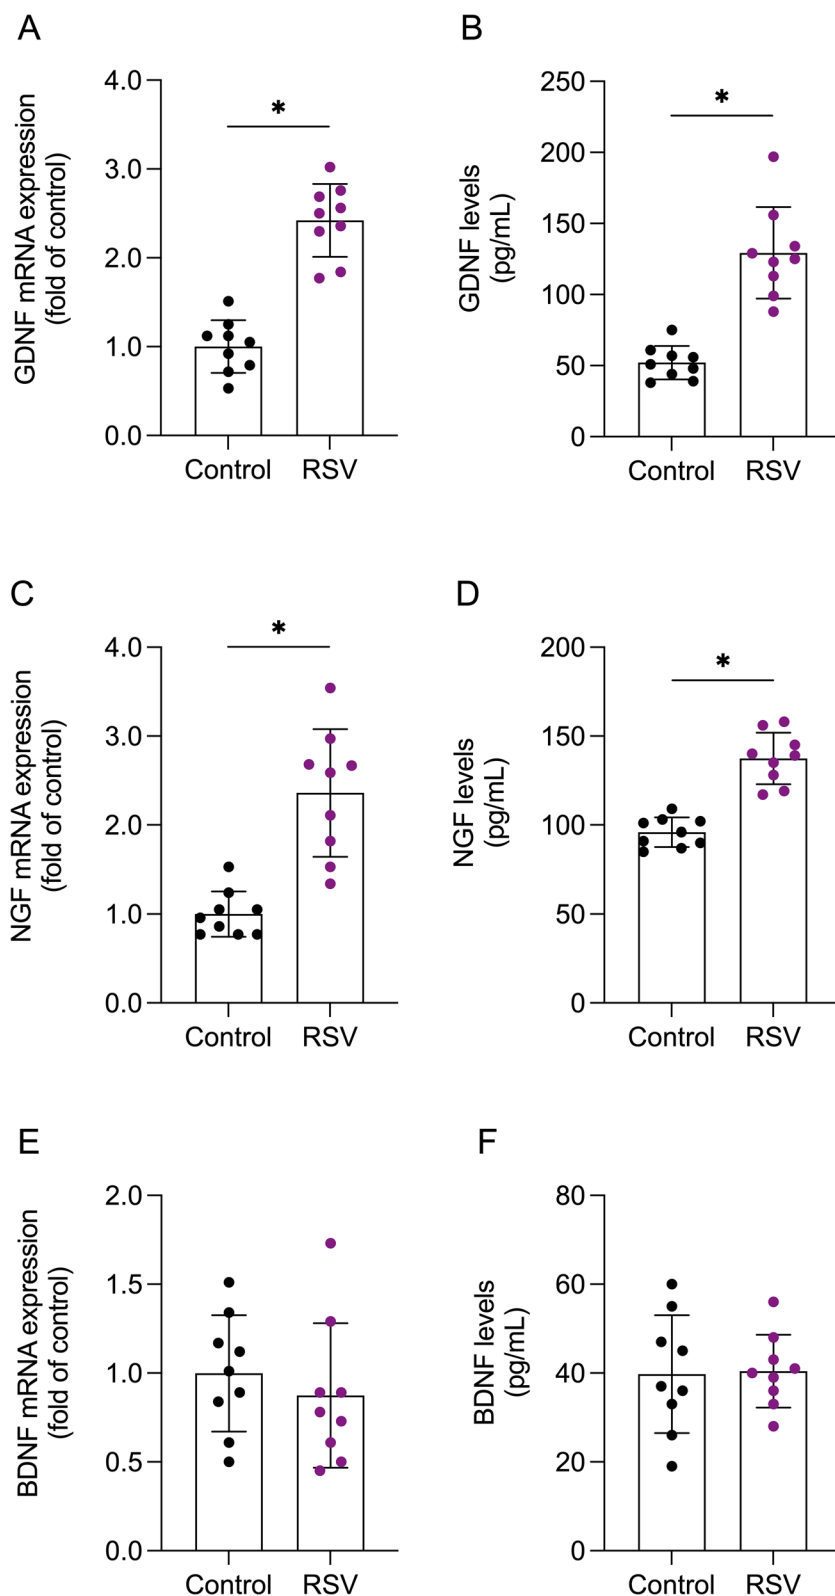 A
GDNF mRNA expression
(fold of control)
4.0
3.0
2.0
1.0
0.0
*
Control RSV
B
GDNF levels
(pg/mL)
250
200
150
100
50
0
*
Control RSV
C
NGF mRNA expression
(fold of control)
4.0
3.0
2.0
1.0
0.0
*
Control RSV
D
NGF levels
(pg/mL)
200
150
100
50
0
*
Control RSV
E
BDNF mRNA expression
(fold of control)
2.0
1.5
1.0
0.5
0.0
Control RSV
F
BDNF levels
(pg/mL)
80
60
40
20
0
Control RSV